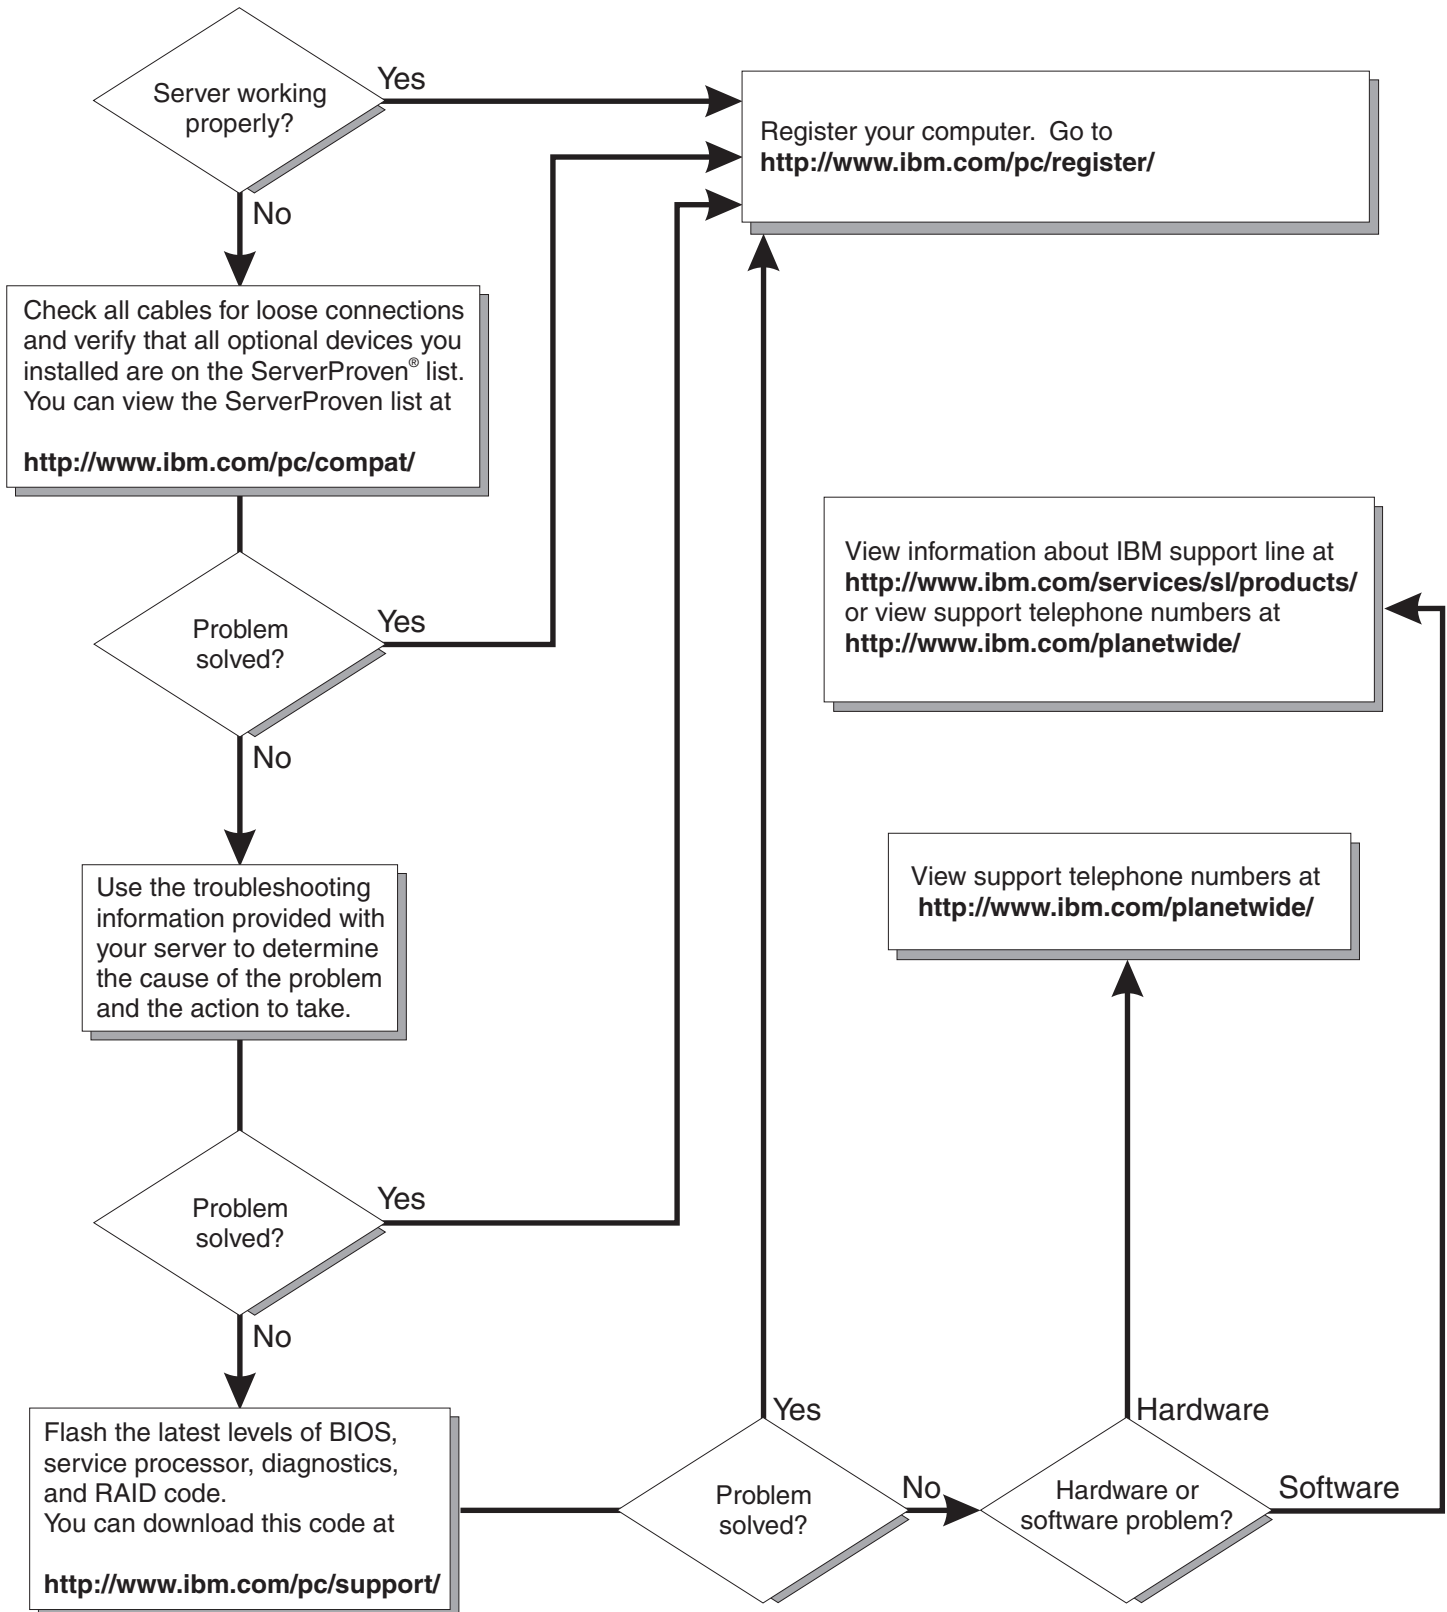 Server working
properly?
Yes
No
Register your computer. Go to
http://www.ibm.com/pc/register/
Check all cables for loose connections
and verify that all optional devices you
installed are on the ServerProven® list.
You can view the ServerProven list at
http://www.ibm.com/pc/compat/
Problem
solved?
Yes
No
View information about IBM support line at
http://www.ibm.com/services/sl/products/
or view support telephone numbers at
http://www.ibm.com/planetwide/
Use the troubleshooting
information provided with
your server to determine
the cause of the problem
and the action to take.
View support telephone numbers at
http://www.ibm.com/planetwide/
Problem
solved?
Yes
No
Flash the latest levels of BIOS,
service processor, diagnostics,
and RAID code.
You can download this code at
http://www.ibm.com/pc/support/
Problem
solved?
Yes
No
Hardware or
software problem?
Hardware
Software